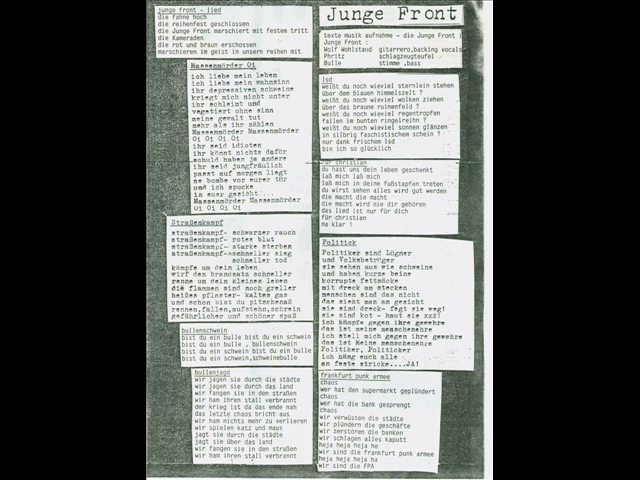 junge front - lied
die fahne hoch
die reihenfest geschlossen
die Junge Front marschiert mit festem tritt
die Kameraden
die rot und braun erschossen
marschieren im geist in unsern reihen mit
Massenmörder Oi
ich liebe mein leben
ich liebe mein wahnsinn
ihr depressiven schweine
kriegt mich nicht unter
ihr schleimt und
vegetiert ohne sinn
meine gewalt tut
mehr als ihr zählen
Massenmörder Massenmörder
Oi Oi Oi Oi
ihr seid idioten
ihr könnt nichts dafür
schuld haben ja andere
ihr seid jungfräulich
passt auf morgen liegt
ne bombe vor eurer tür
und ich spucke
in euer gesicht....
Massenmörder Massenmörder
Oi Oi Oi Oi
Straßenkampf
straßenkampf- schwarzer rauch
straßenkampf- rotes blut
straßenkampf- starke sterben
straßenkampf-schneller sieg
schneller tod
kämpfe um dein leben
wirf den brandsatz schneller
renne um dein kleines leben
die flammen sind noch greller
heißes pflaster- kaltes gas
und schon bist du pitschenaß
rennen,fallen,aufstehn,schrein
gefährlicher und schöner spaß
bullenschwein
bist du ein bulle bist du ein schwein
bist du ein bulle , bullenschwein
bist du ein schwein bist du ein bulle
bist du ein schwein,schweinebulle
bullenjagd
wir jagen sie durch die städte
wir jagen sie durch das land
wir fangen sie in den straßen
wir ham ihren stall verbrannt
der krieg ist da das ende nah
das letzte chaos bricht aus
wir ham nichts mehr zu verlieren
wir spielen katz und maus
jagt sie durch die städte
jagt sie über das land
wir fangen sie in den straßen
wir ham ihren stall verbrannt
Junge Front
texte musik aufnahme - die Junge Front
Junge Front :
Wolf Wohlstand gitarrero,backing vocals
Phritz schlagzeugteufel
Bulle stimme ,bass
lsd
weißt du noch wieviel sternlein stehen
über dem blauen himmelszelt ?
weißt du noch wieviel wolken ziehen
über das braune ruinenfeld ?
weißt du noch wieviel regentropfen
fallen im bunten ringelreihn ?
weißt du noch wieviel sonnen glänzen
in silbrig faschistischem schein ?
nur dank frischem lsd
bin ich so glücklich
für christian
du hast uns dein leben geschenkt
laß mich laß mich
laß mich in deine fußstapfen treten
du wirst sehen alles wird gut werden
die macht die macht
die macht wird nie dir gehören
das lied ist nur für dich
für christian
na klar !
Politick
Politiker sind Lügner
und Volksbetrüger
sie sehen aus wie schweine
und haben kurze beine
korrupte fettsäcke
mit dreck am stecken
menschen sind das nicht
das sieht man am gesicht
sie sind dreck- fegt sie weg!
sie sind kot - haut sie xxx!
ich kämpfe gegen ihre gewehre
das ist meine menschenehre
ich stell mich gegen ihre gewehre
das ist meine menschenehre
Politiker, Politicker
ich häng euch alle
an feste stricke....JA!
frankfurt punk armee
chaos
wer hat den supermarkt geplündert
chaos
wer hat die bank gesprengt
chaos
wir verwüsten die städte
wir plündern die geschäfte
wir zerstören die banken
wir schlagen alles kaputt
heja heja heja he
wir sind die frankfurt punk armee
heja heja heja ha
wir sind die FPA